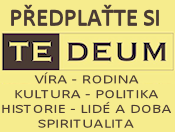 PŘEDPLAŤTE SI
TE DEUM
VÍRA - RODINA
KULTURA - POLITIKA
HISTORIE - LIDÉ A DOBA
SPIRITUALITA